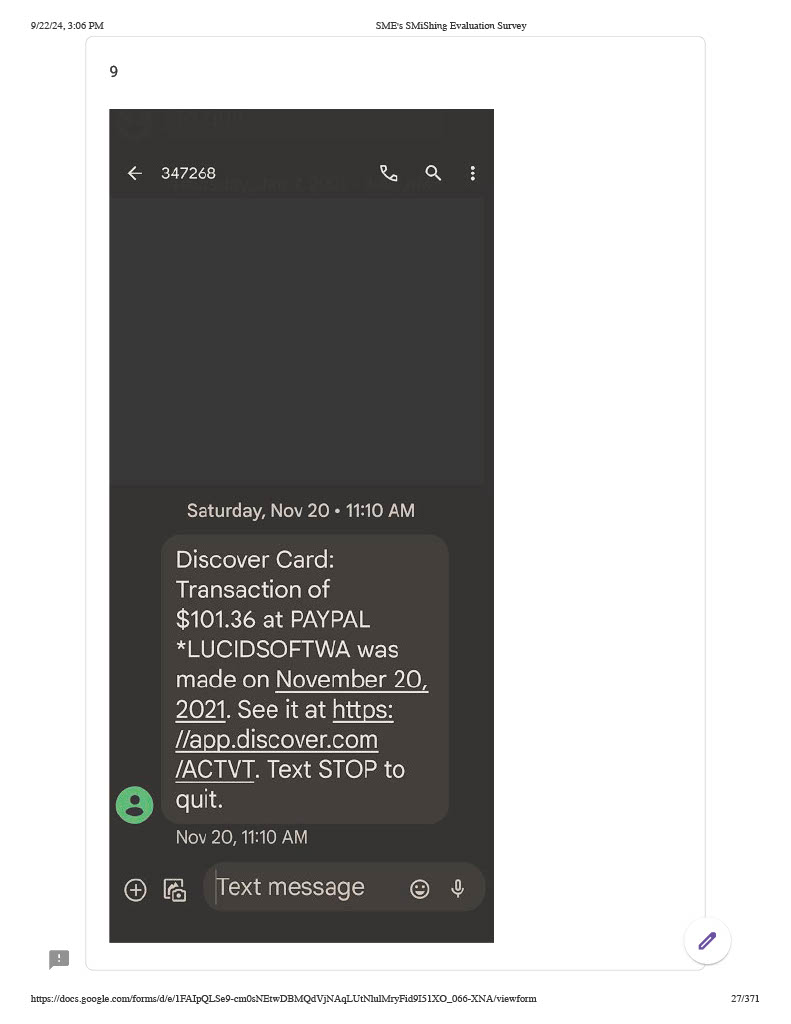 9/22/24, 3:06 PM
SME's SMiShing Evaluation Survey
9
347268
Saturday, Nov 20 • 11:10 AM
Discover Card:
Transaction of
$101.36 at PAYPAL
*LUCIDSOFTWA was
made on November 20,
2021. See it at https:
//app.discover.com
/ACTVT. Text STOP to
quit.
Nov 20, 11:10 AM
Text message
https://docs.google.com/forms/d/e/1FAIpQLSe9-cm0sNEtwDBMQdVjNAqLUtNlulMryFid9I51XO_066-XNA/viewform
27/371